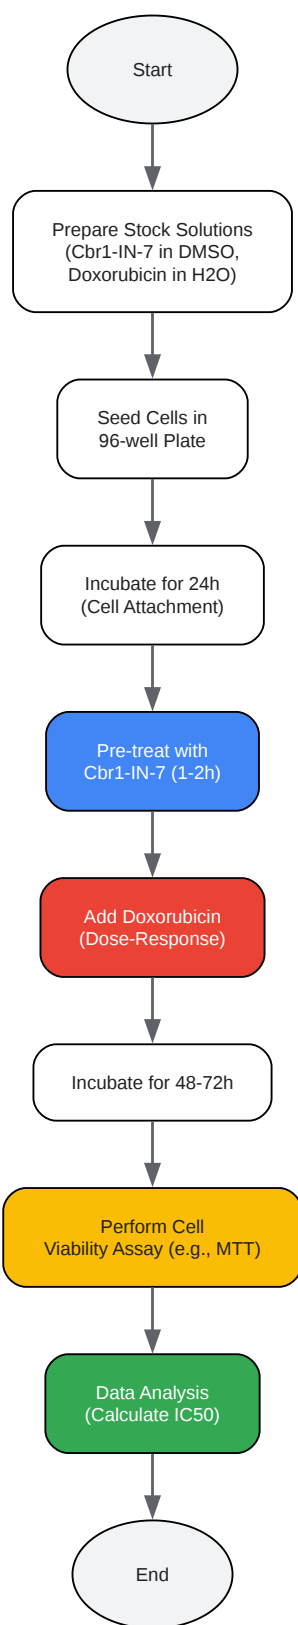 Start
Prepare Stock Solutions
(Cbr1-IN-7 in DMSO,
Doxorubicin in H2O)
Seed Cells in
96-well Plate
Incubate for 24h
(Cell Attachment)
Pre-treat with
Cbr1-IN-7 (1-2h)
Add Doxorubicin
(Dose-Response)
Incubate for 48-72h
Perform Cell
Viability Assay (e.g., MTT)
Data Analysis
(Calculate IC50)
End